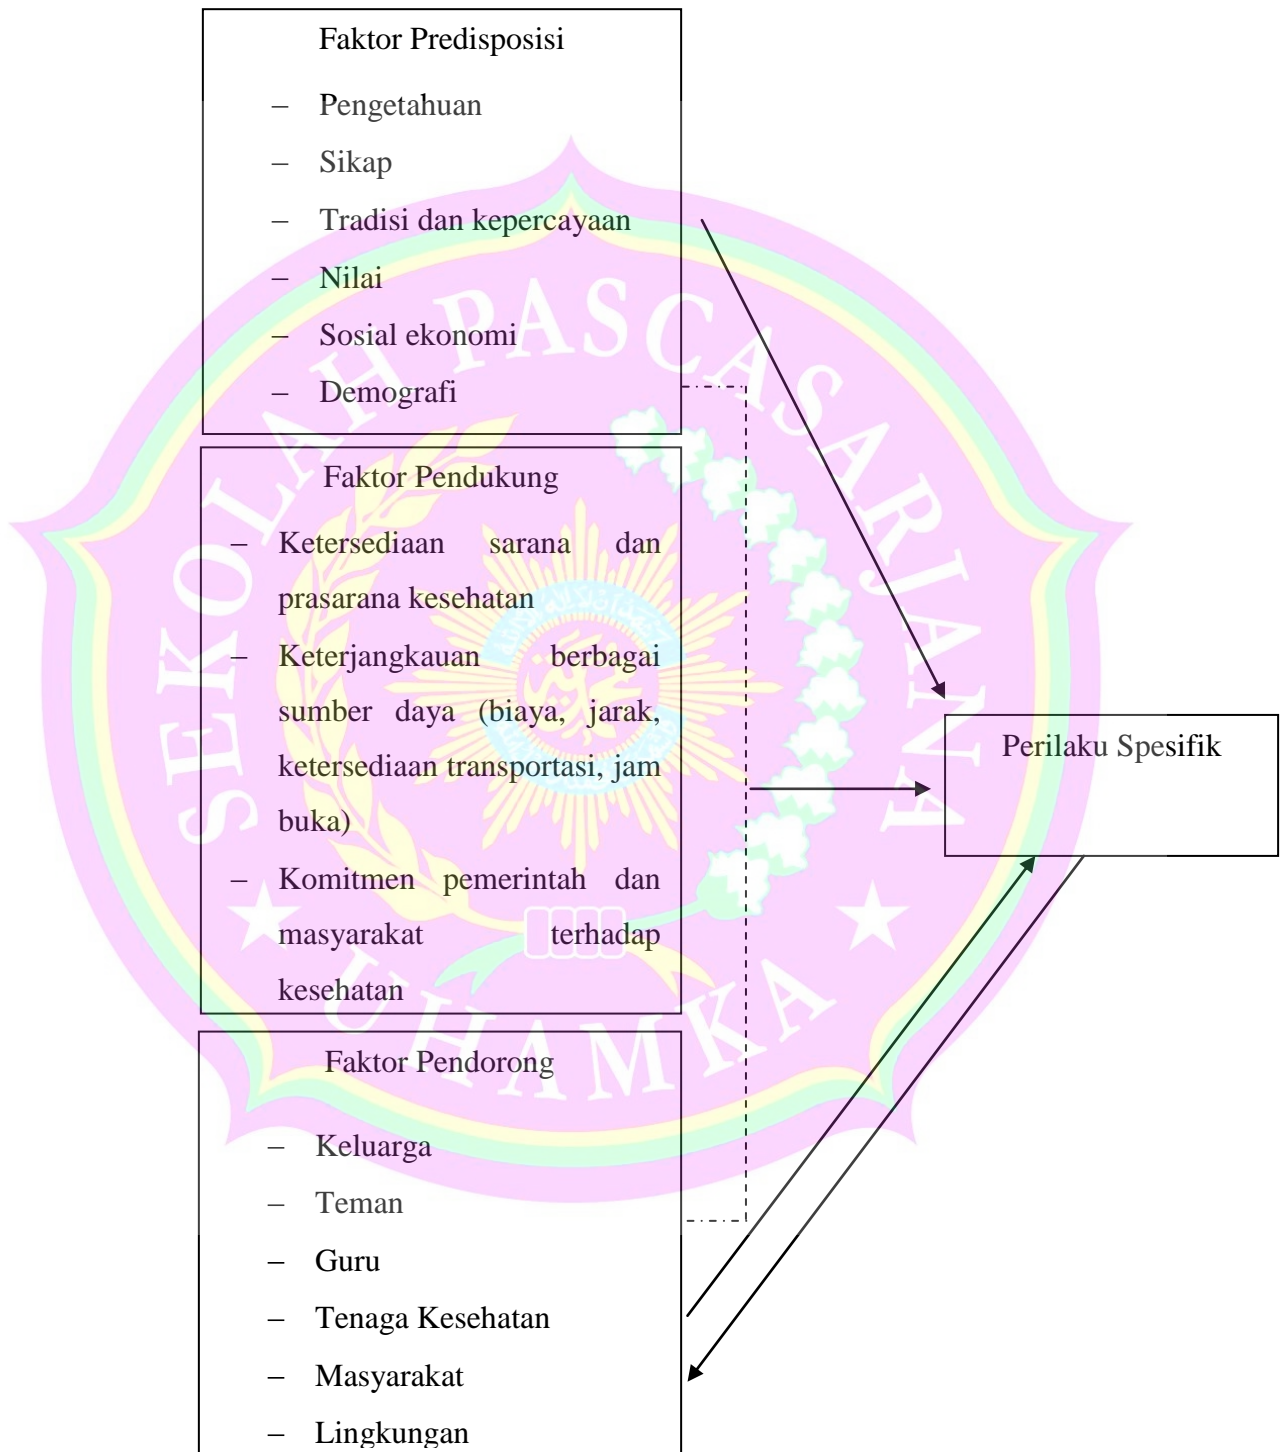 Faktor Predisposisi
– Pengetahuan
– Sikap
– Tradisi dan kepercayaan
– Nilai
– Sosial ekonomi
– Demografi
Faktor Pendukung
– Ketersediaan sarana dan
prasarana kesehatan
– Keterjangkauan berbagai
sumber daya (biaya, jarak,
ketersediaan transportasi, jam
buka)
– Komitmen pemerintah dan
masyarakat terhadap
kesehatan
Faktor Pendorong
– Keluarga
– Teman
– Guru
– Tenaga Kesehatan
– Masyarakat
– Lingkungan
Perilaku Spesifik
SEKOLAH PASCASARJANA
UHAMKA